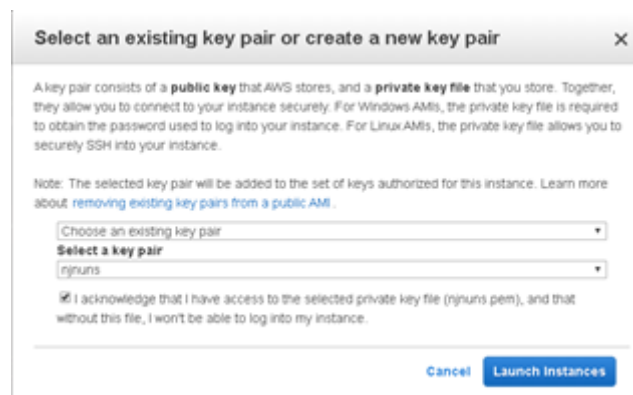 Select an existing key pair or create a new key pair
A key pair consists of a public key that AWS stores, and a private key file that you store. Together,
they allow you to connect to your instance securely. For Windows AMIs, the private key file is required
to obtain the password used to log into your instance. For Linux AMIs, the private key file allows you to
securely SSH into your instance.
Note: The selected key pair will be added to the set of keys authorized for this instance. Learn more
about removing existing key pairs from a public AMI.
Choose an existing key pair
Select a key pair
njnuns
I acknowledge that I have access to the selected private key file (njnuns.pem), and that
without this file, I won't be able to log into my instance.
Cancel Launch Instances